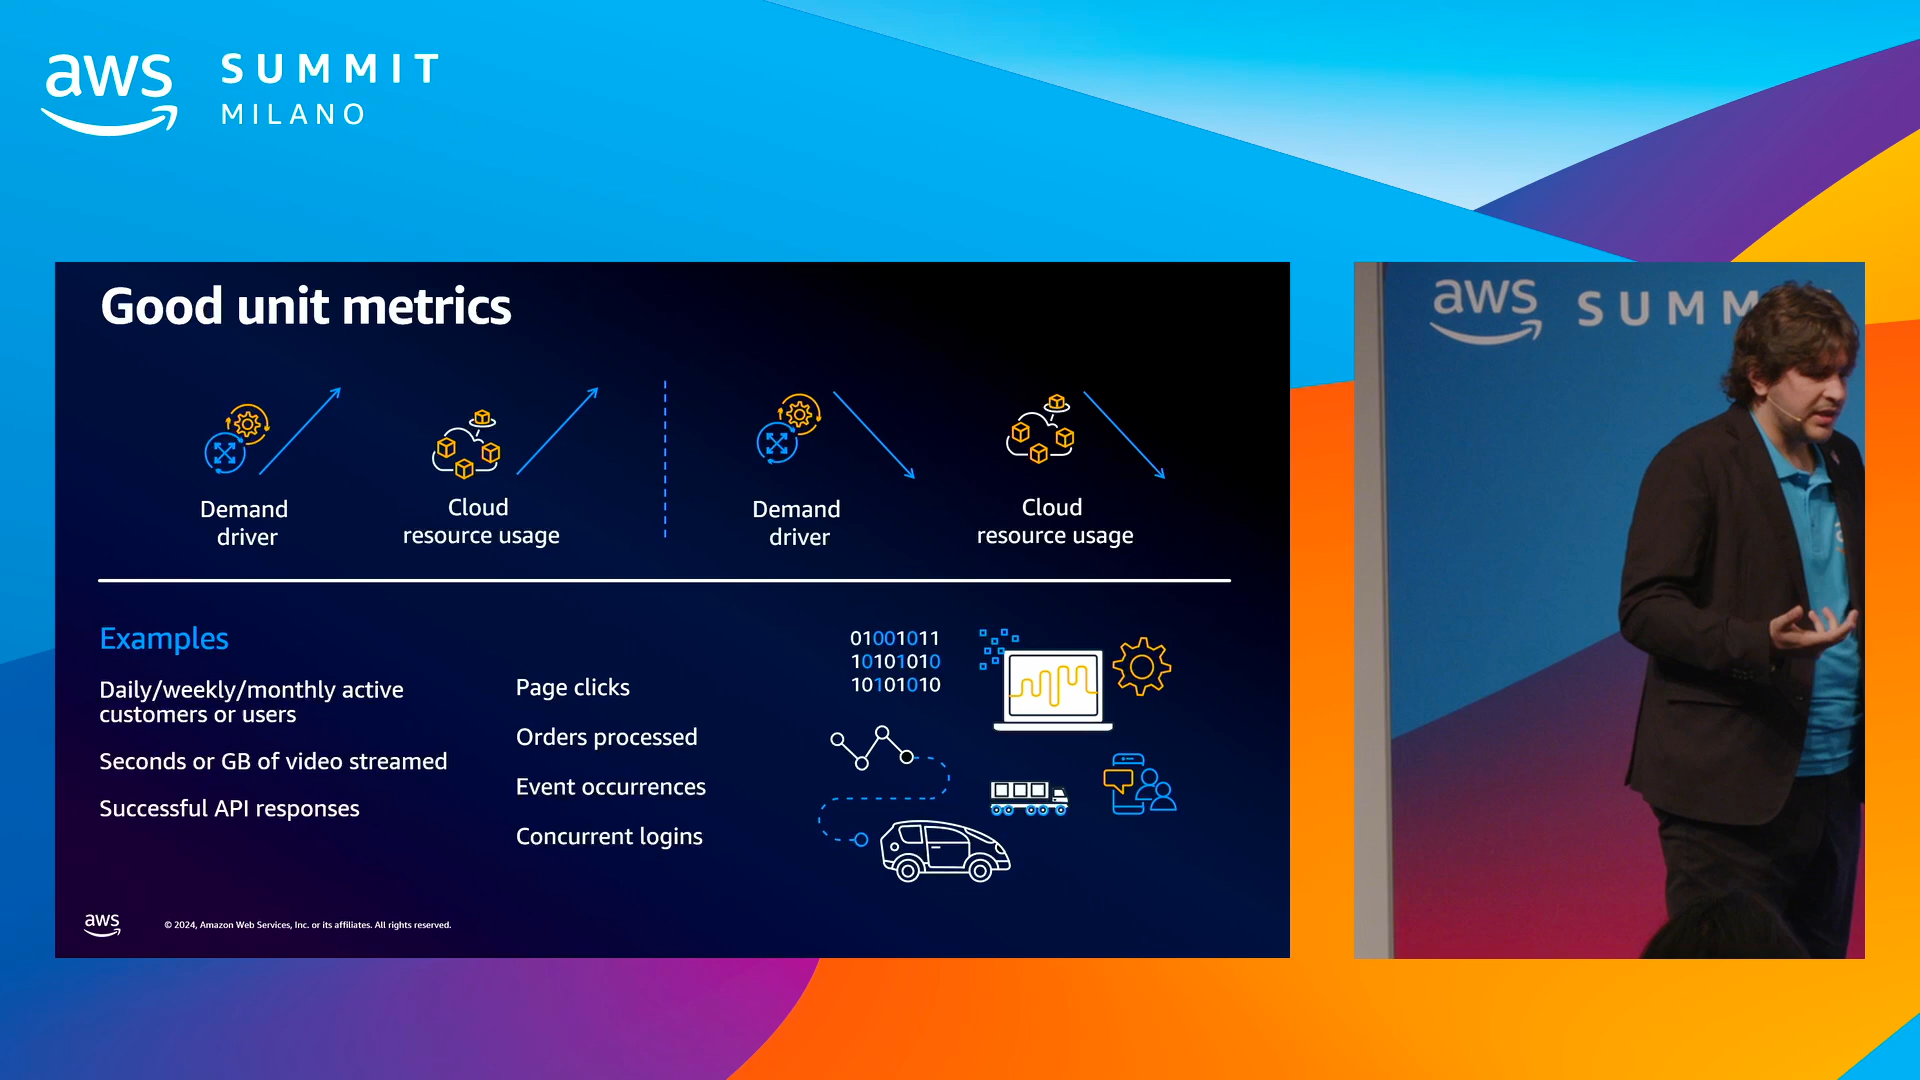 aws SUMMIT
MILANO
Good unit metrics
Demand
driver
Cloud
resource usage
Demand
driver
Cloud
resource usage
Examples
Daily/weekly/monthly active
customers or users
Seconds or GB of video streamed
Successful API responses
Page clicks
Orders processed
Event occurrences
Concurrent logins
01001011
10101010
10101010
aws
© 2024, Amazon Web Services, Inc. or its affiliates. All rights reserved.
aws SUMM